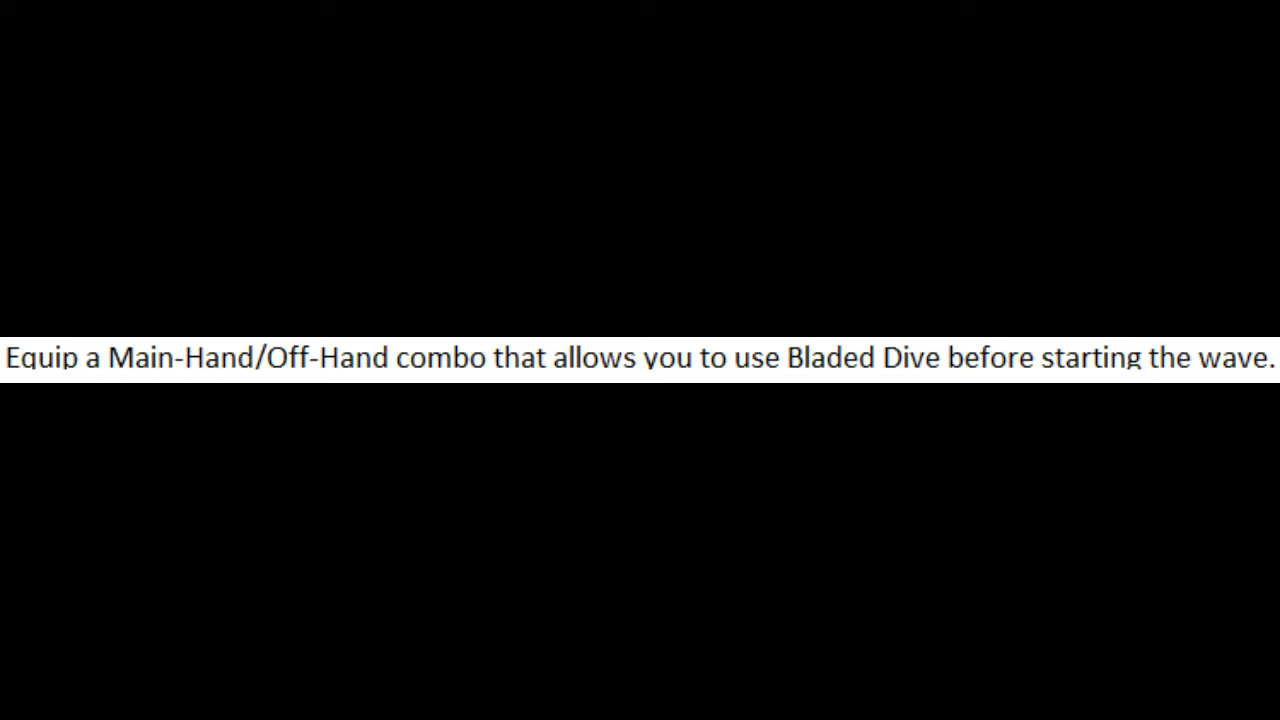 Equip a Main-Hand/Off-Hand combo that allows you to use Bladed Dive before starting the wave.